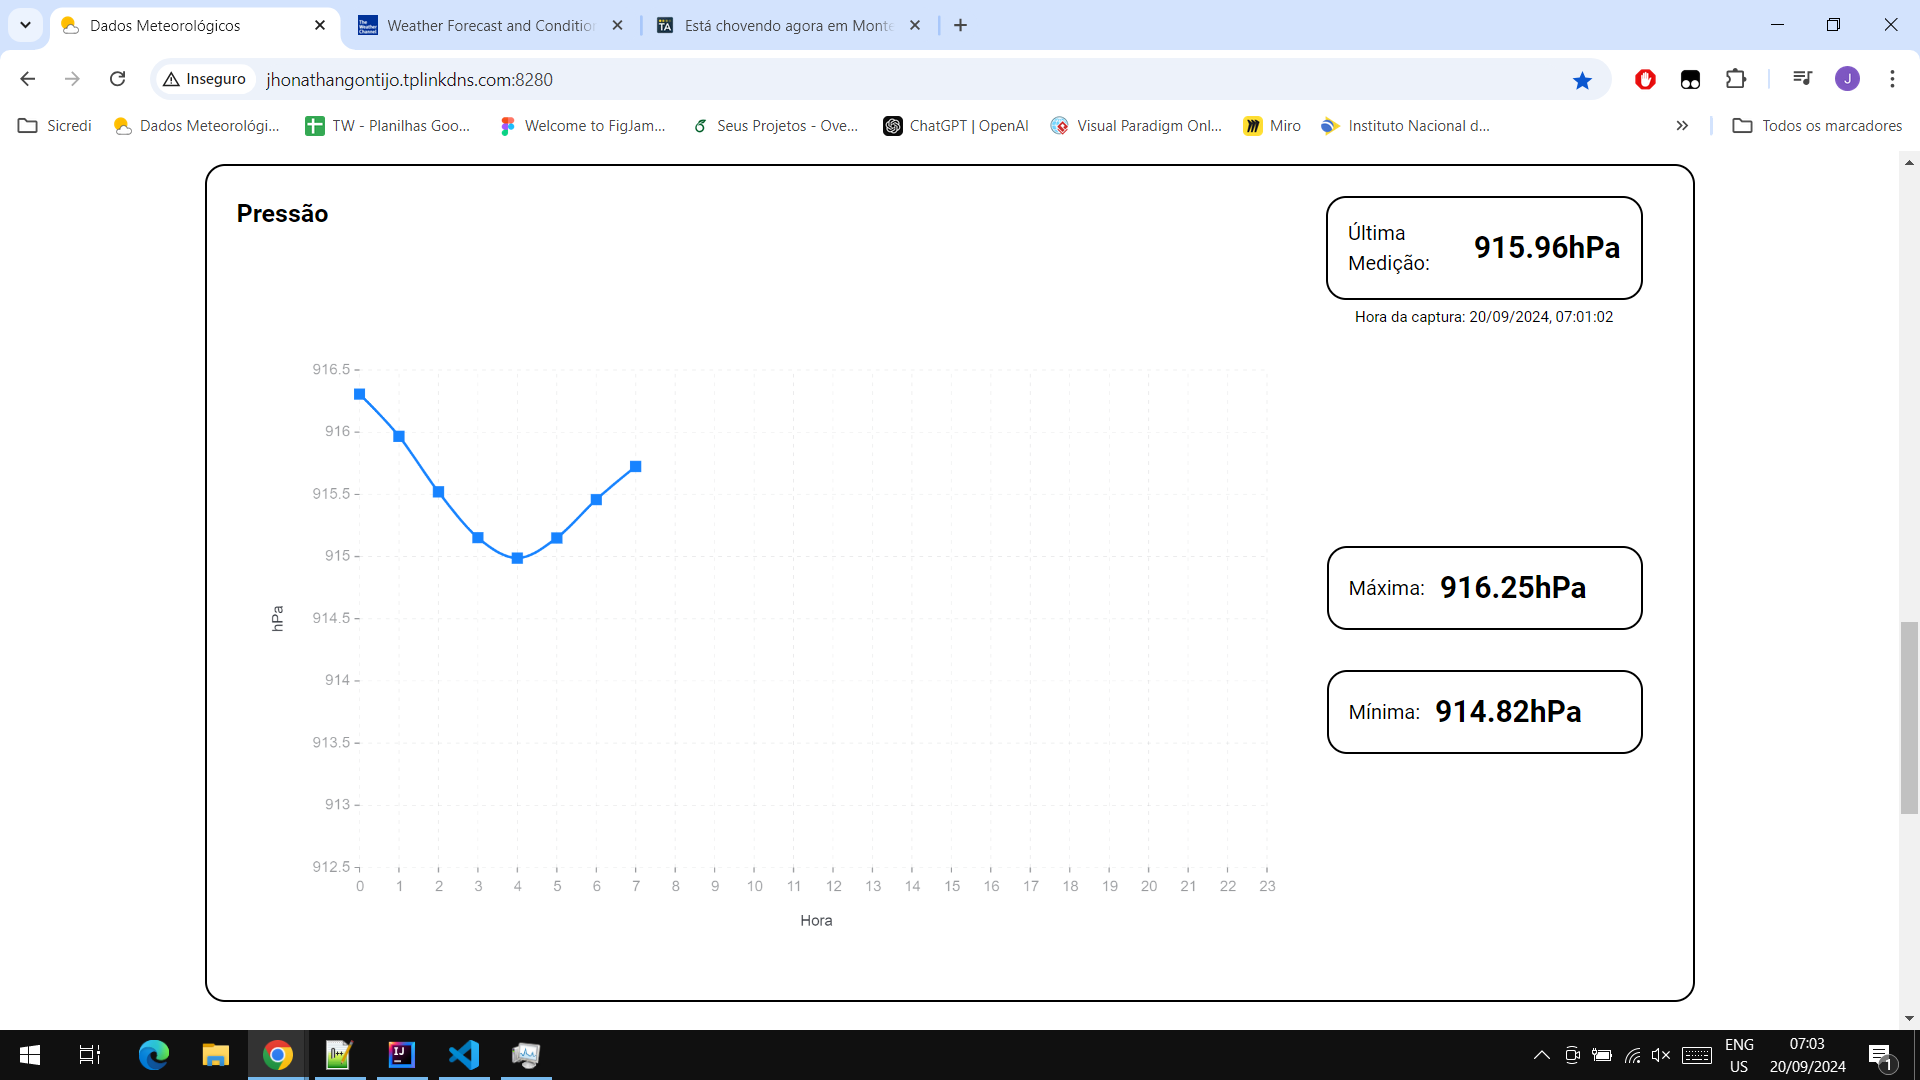 Dados Meteorológicos
Weather Forecast and Conditio
Está chovendo agora em Monte
Inseguro
jhonathangontijo.tplinkdns.com:8280
J
Sicredi
Dados Meteorológi...
TW - Planilhas Goo...
Welcome to FigJam...
Seus Projetos - Ove...
ChatGPT | OpenAI
Visual Paradigm Onl...
Miro
Instituto Nacional d...
Todos os marcadores
Pressão
Última
Medição:
915.96hPa
Hora da captura: 20/09/2024, 07:01:02
916.5
916
915.5
915
914.5
914
913.5
913
912.5
hPa
0 1 2 3 4 5 6 7 8 9 10 11 12 13 14 15 16 17 18 19 20 21 22 23
Hora
Máxima: 916.25hPa
Mínima: 914.82hPa
ENG
US
07:03
20/09/2024
1